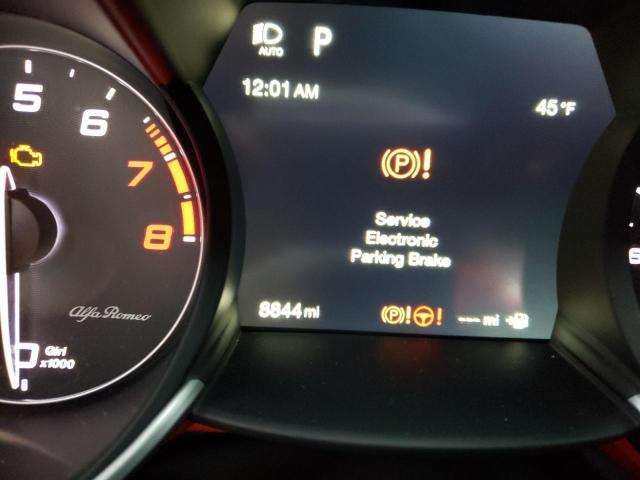 AUTO P
12:01 AM
45 °F
5
6
7
8
(P)!
Service
Electronic
Parking Brake
Alfa Romeo
8844 mi
(P)! ! --- mi
0 Giri
x1000